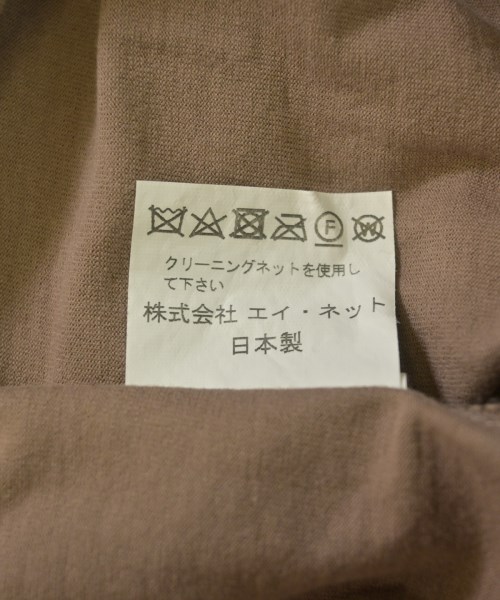 F W
クリーニングネットを使用し
て下さい
株式会社 エイ・ネット
日本製